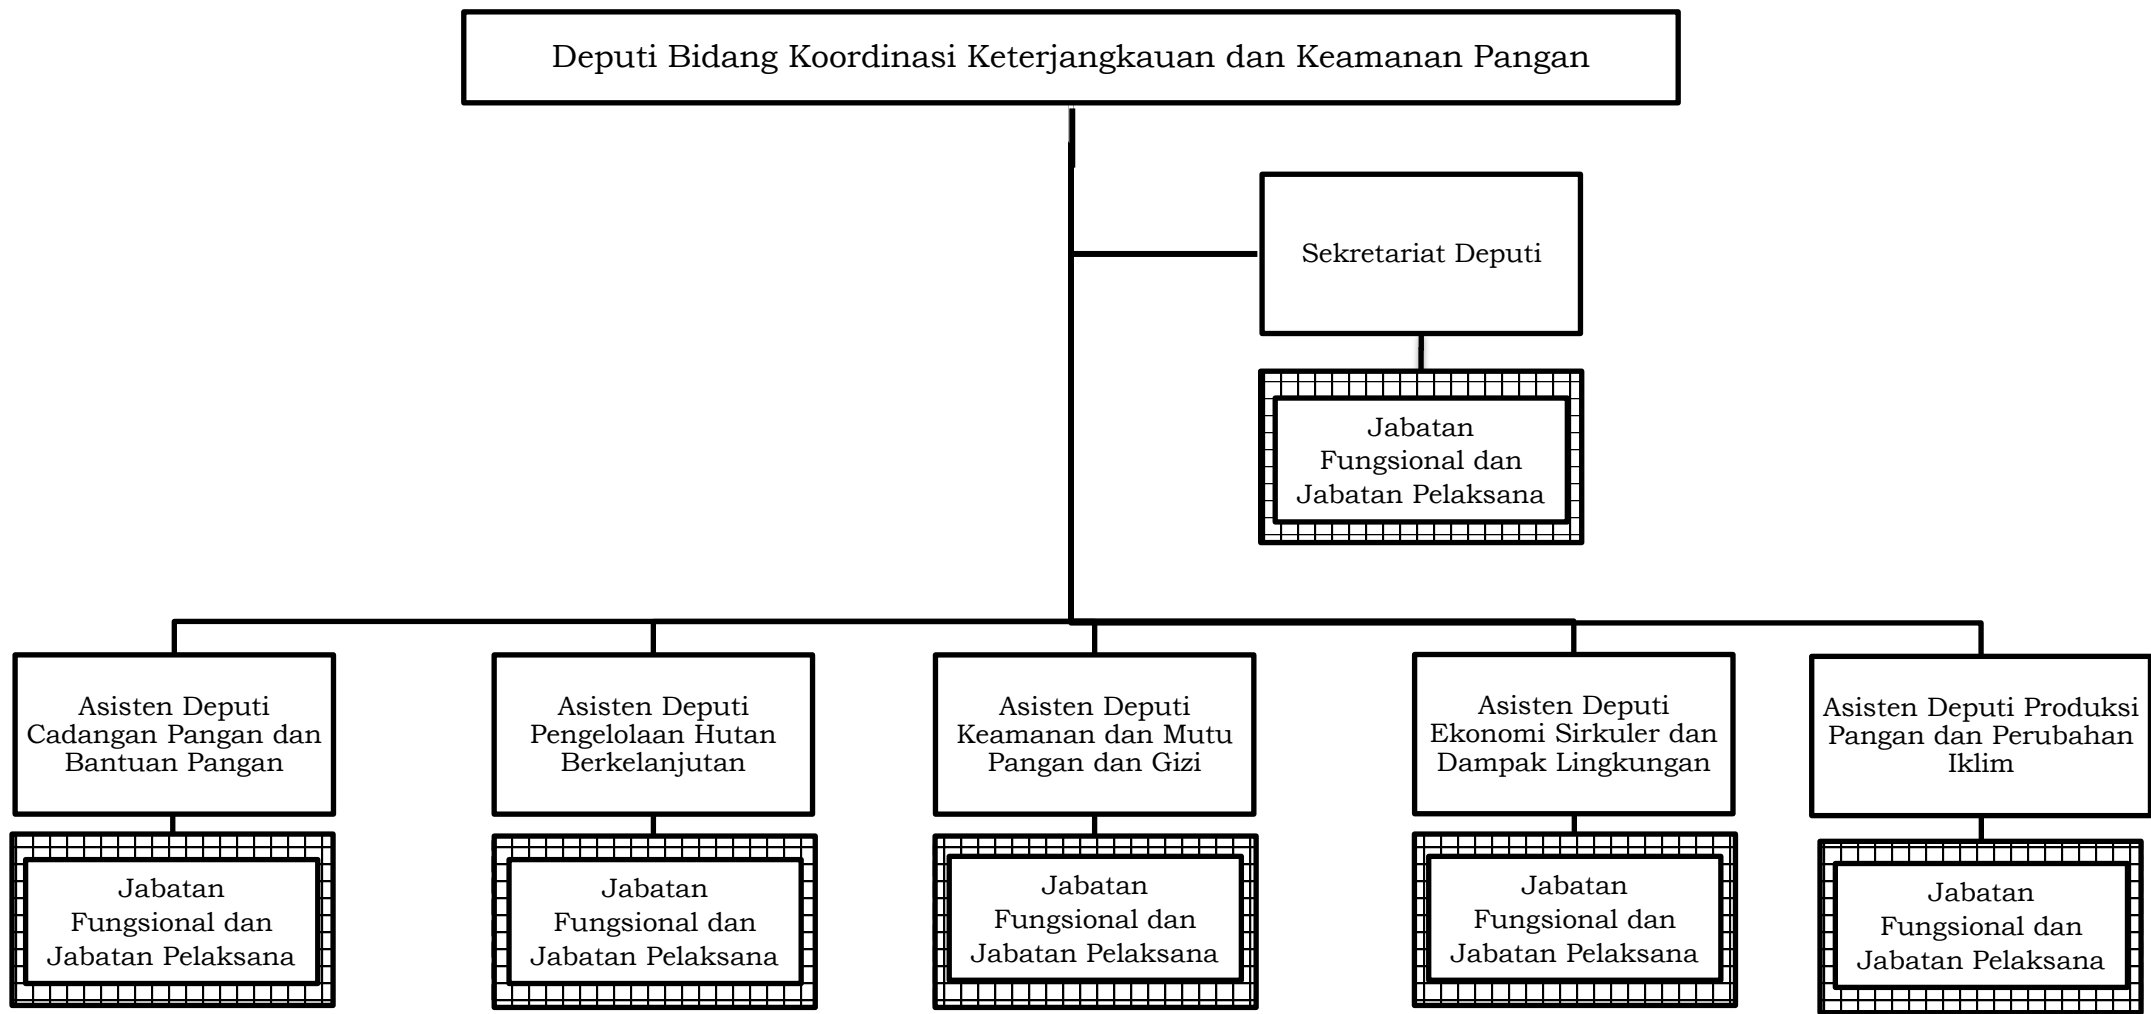 Deputi Bidang Koordinasi Keterjangkauan dan Keamanan Pangan
Sekretariat Deputi
Jabatan
Fungsional dan
Jabatan Pelaksana
Asisten Deputi
Cadangan Pangan dan
Bantuan Pangan
Asisten Deputi
Pengelolaan Hutan
Berkelanjutan
Asisten Deputi
Keamanan dan Mutu
Pangan dan Gizi
Asisten Deputi
Ekonomi Sirkuler dan
Dampak Lingkungan
Asisten Deputi Produksi
Pangan dan Perubahan
Iklim
Jabatan
Fungsional dan
Jabatan Pelaksana
Jabatan
Fungsional dan
Jabatan Pelaksana
Jabatan
Fungsional dan
Jabatan Pelaksana
Jabatan
Fungsional dan
Jabatan Pelaksana
Jabatan
Fungsional dan
Jabatan Pelaksana